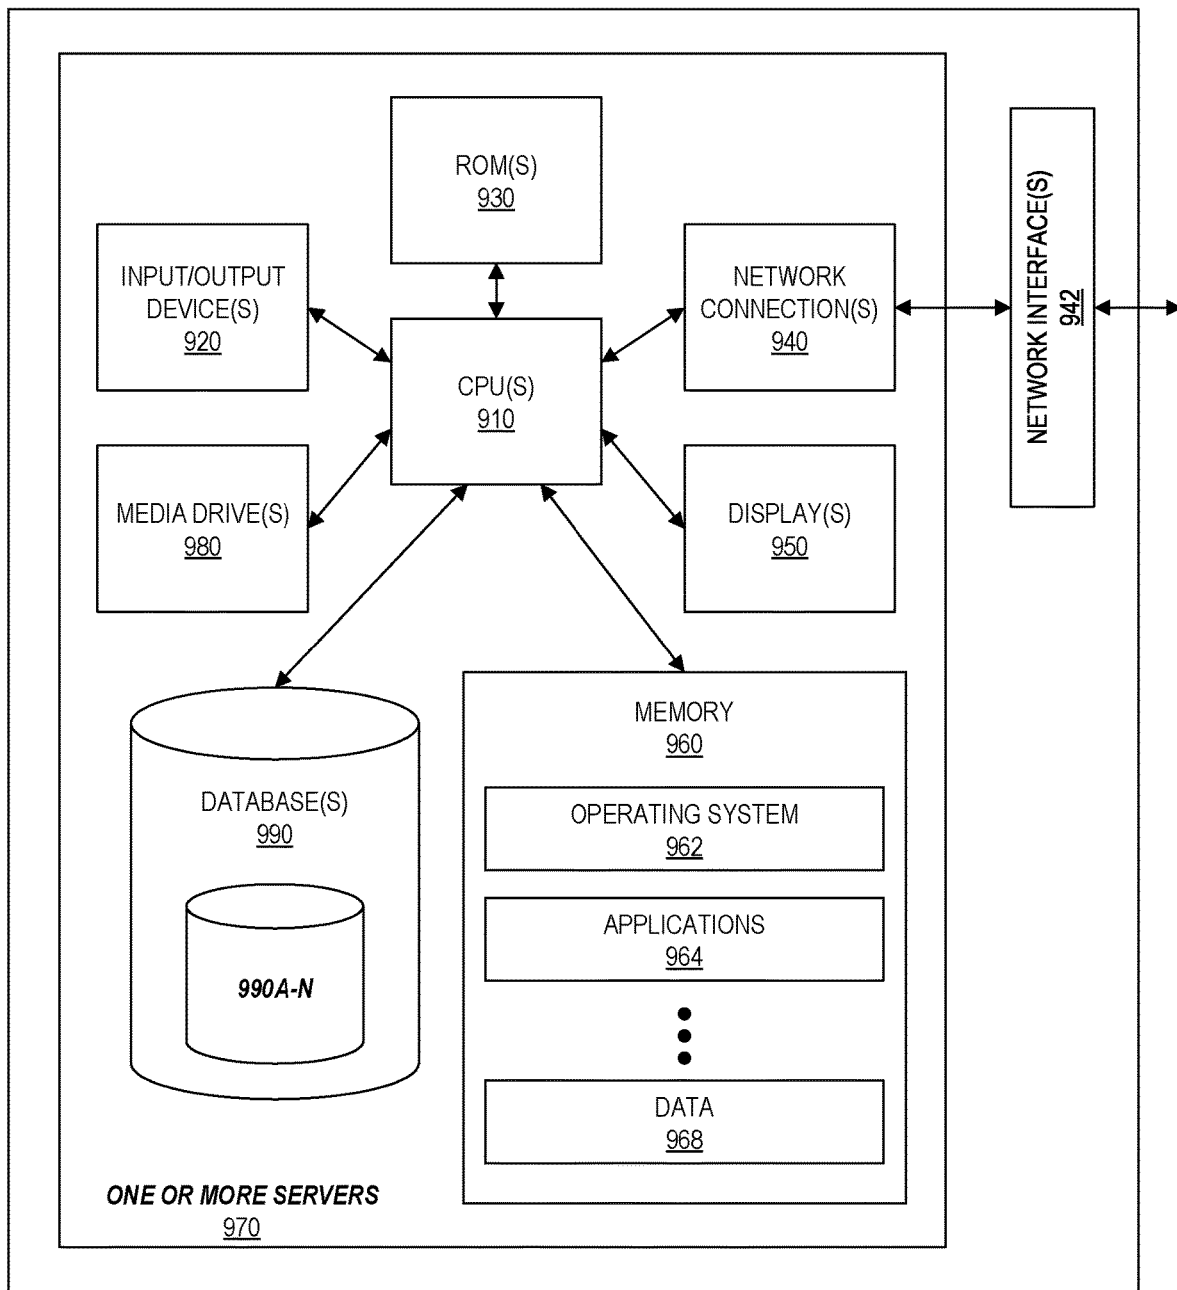 ROM(S)
930
INPUT/OUTPUT
DEVICE(S)
920
NETWORK
CONNECTION(S)
940
NETWORK INTERFACE(S)
942
CPU(S)
910
MEDIA DRIVE(S)
980
DISPLAY(S)
950
MEMORY
960
DATABASE(S)
990
OPERATING SYSTEM
962
APPLICATIONS
964
990A-N
DATA
968
ONE OR MORE SERVERS
970